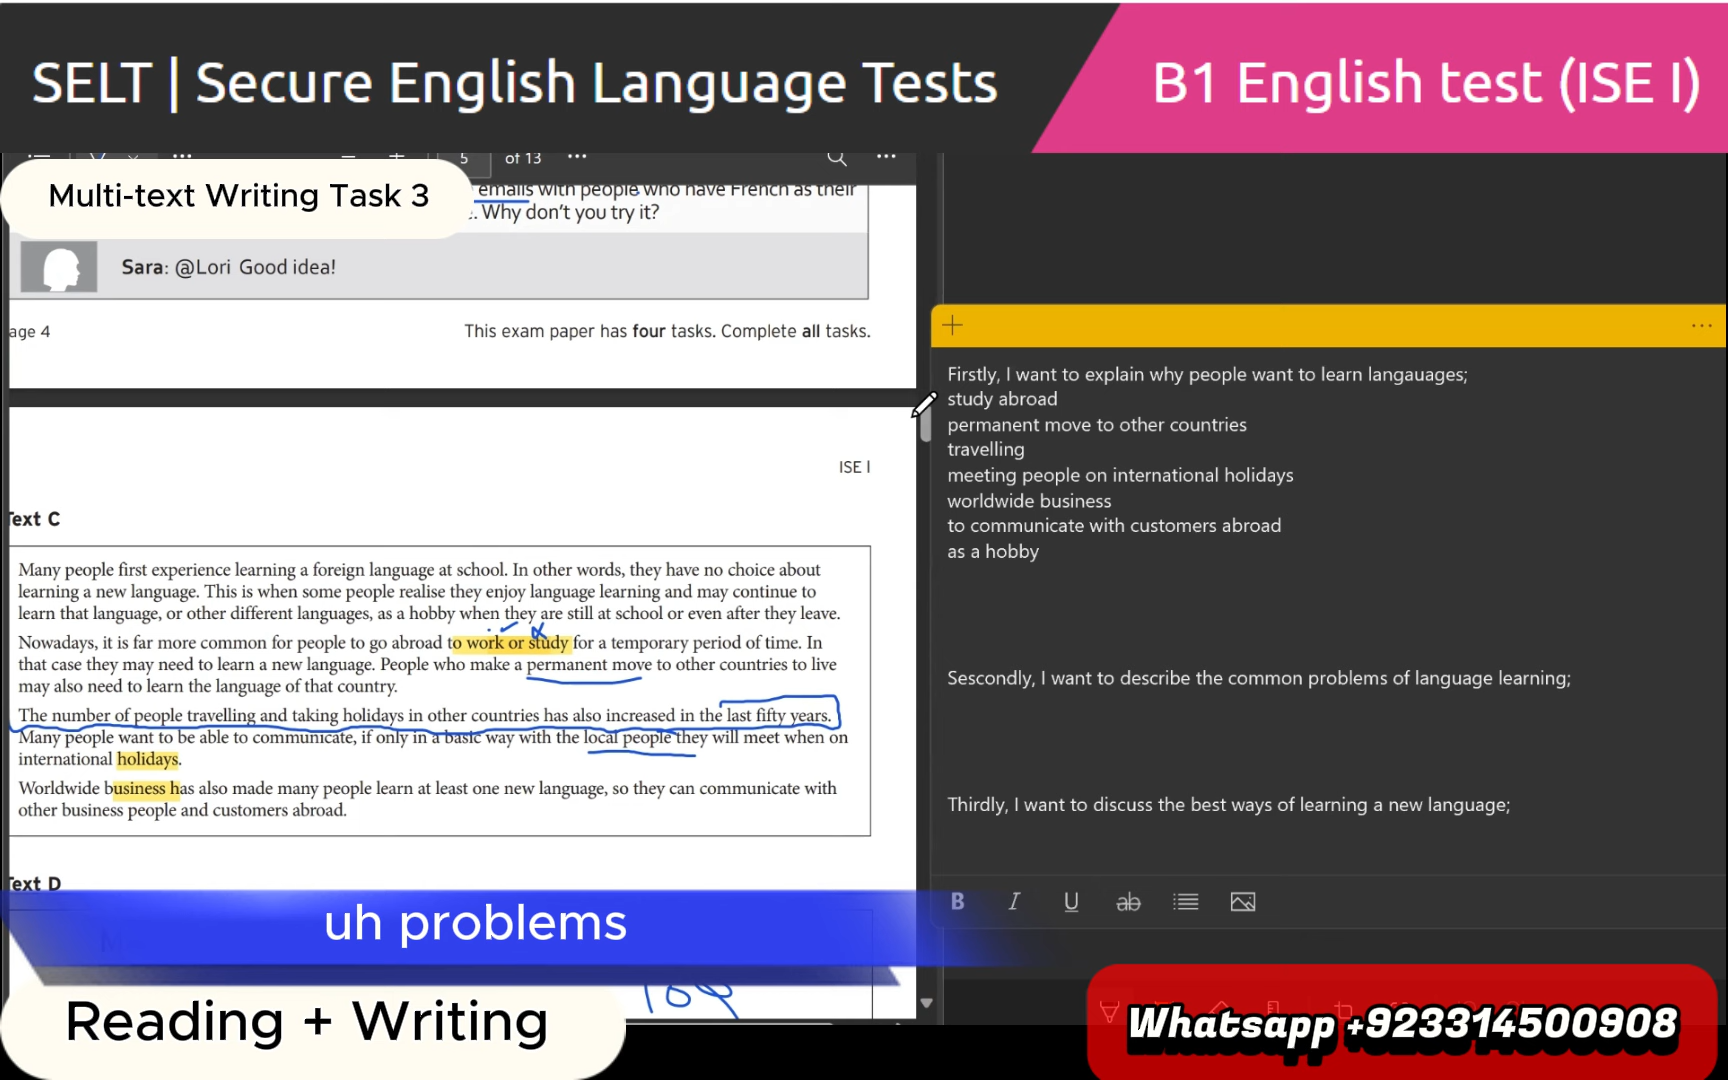 SELT | Secure English Language Tests
B1 English test (ISE I)
5 of 13
Multi-text Writing Task 3
emails with people who have French as their
. Why don't you try it?
Sara: @Lori Good idea!
age 4
This exam paper has four tasks. Complete all tasks.
ISE I
Text C
Many people first experience learning a foreign language at school. In other words, they have no choice about
learning a new language. This is when some people realise they enjoy language learning and may continue to
learn that language, or other different languages, as a hobby when they are still at school or even after they leave.
Nowadays, it is far more common for people to go abroad to work or study for a temporary period of time. In
that case they may need to learn a new language. People who make a permanent move to other countries to live
may also need to learn the language of that country.
The number of people travelling and taking holidays in other countries has also increased in the last fifty years.
Many people want to be able to communicate, if only in a basic way with the local people they will meet when on
international holidays.
Worldwide business has also made many people learn at least one new language, so they can communicate with
other business people and customers abroad.
Text D
Firstly, I want to explain why people want to learn langauages;
study abroad
permanent move to other countries
travelling
meeting people on international holidays
worldwide business
to communicate with customers abroad
as a hobby
Sescondly, I want to describe the common problems of language learning;
Thirdly, I want to discuss the best ways of learning a new language;
B I U ab
uh problems
Reading + Writing
Whatsapp +923314500908